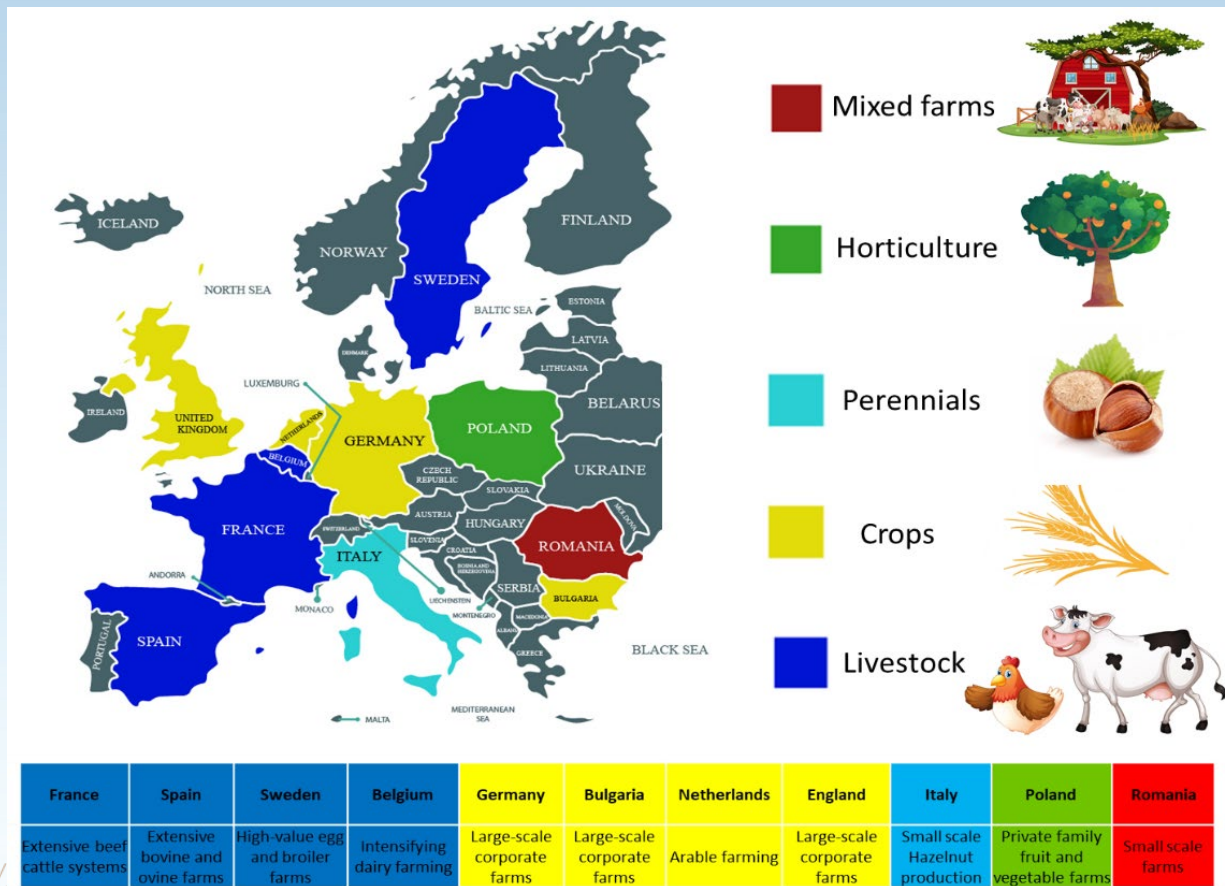 ICELAND
NORWAY
FINLAND
SWEDEN
NORTH SEA
BALTIC SEA
ESTONIA
LATVIA
LITHUANIA
DENMARK
BELARUS
LUXEMBURG
IRELAND
UNITED
KINGDOM
NETHERLANDS
BELGIUM
GERMANY
POLAND
UKRAINE
CZECH
REPUBLIC
SLOVAKIA
FRANCE
SWITZERLAND
AUSTRIA
HUNGARY
MOLDOVA
SLOVENIA
CROATIA
ROMANIA
ITALY
BOSNIA AND
HERZEGOVINA
SERBIA
ANDORRA
MONACO
LIECHENSTEIN
MONTENEGRO
BULGARIA
MACEDONIA
SPAIN
PORTUGAL
GREECE
BLACK SEA
MALTA
MEDITERRANEAN
SEA
Mixed farms
Horticulture
Perennials
Crops
Livestock
France
Spain
Sweden
Belgium
Germany
Bulgaria
Netherlands
England
Italy
Poland
Romania
Extensive beef
cattle systems
Extensive
bovine and
ovine farms
High-value egg
and broiler
farms
Intensifying
dairy farming
Large-scale
corporate
farms
Large-scale
corporate
farms
Arable farming
Large-scale
corporate
farms
Small scale
Hazelnut
production
Private family
fruit and
vegetable farms
Small scale
farms